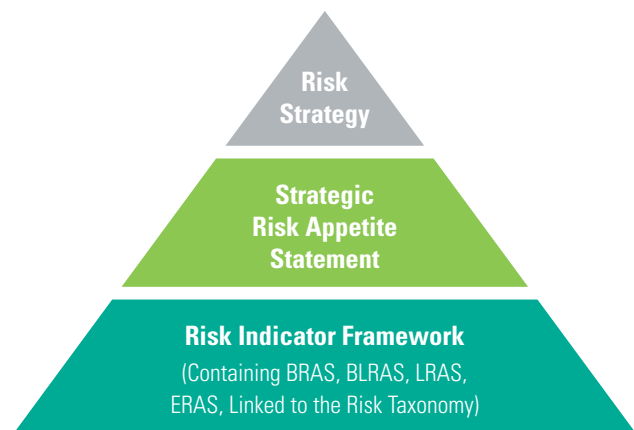 Risk
Strategy
Strategic
Risk Appetite
Statement
Risk Indicator Framework
(Containing BRAS, BLRAS, LRAS,
ERAS, Linked to the Risk Taxonomy)